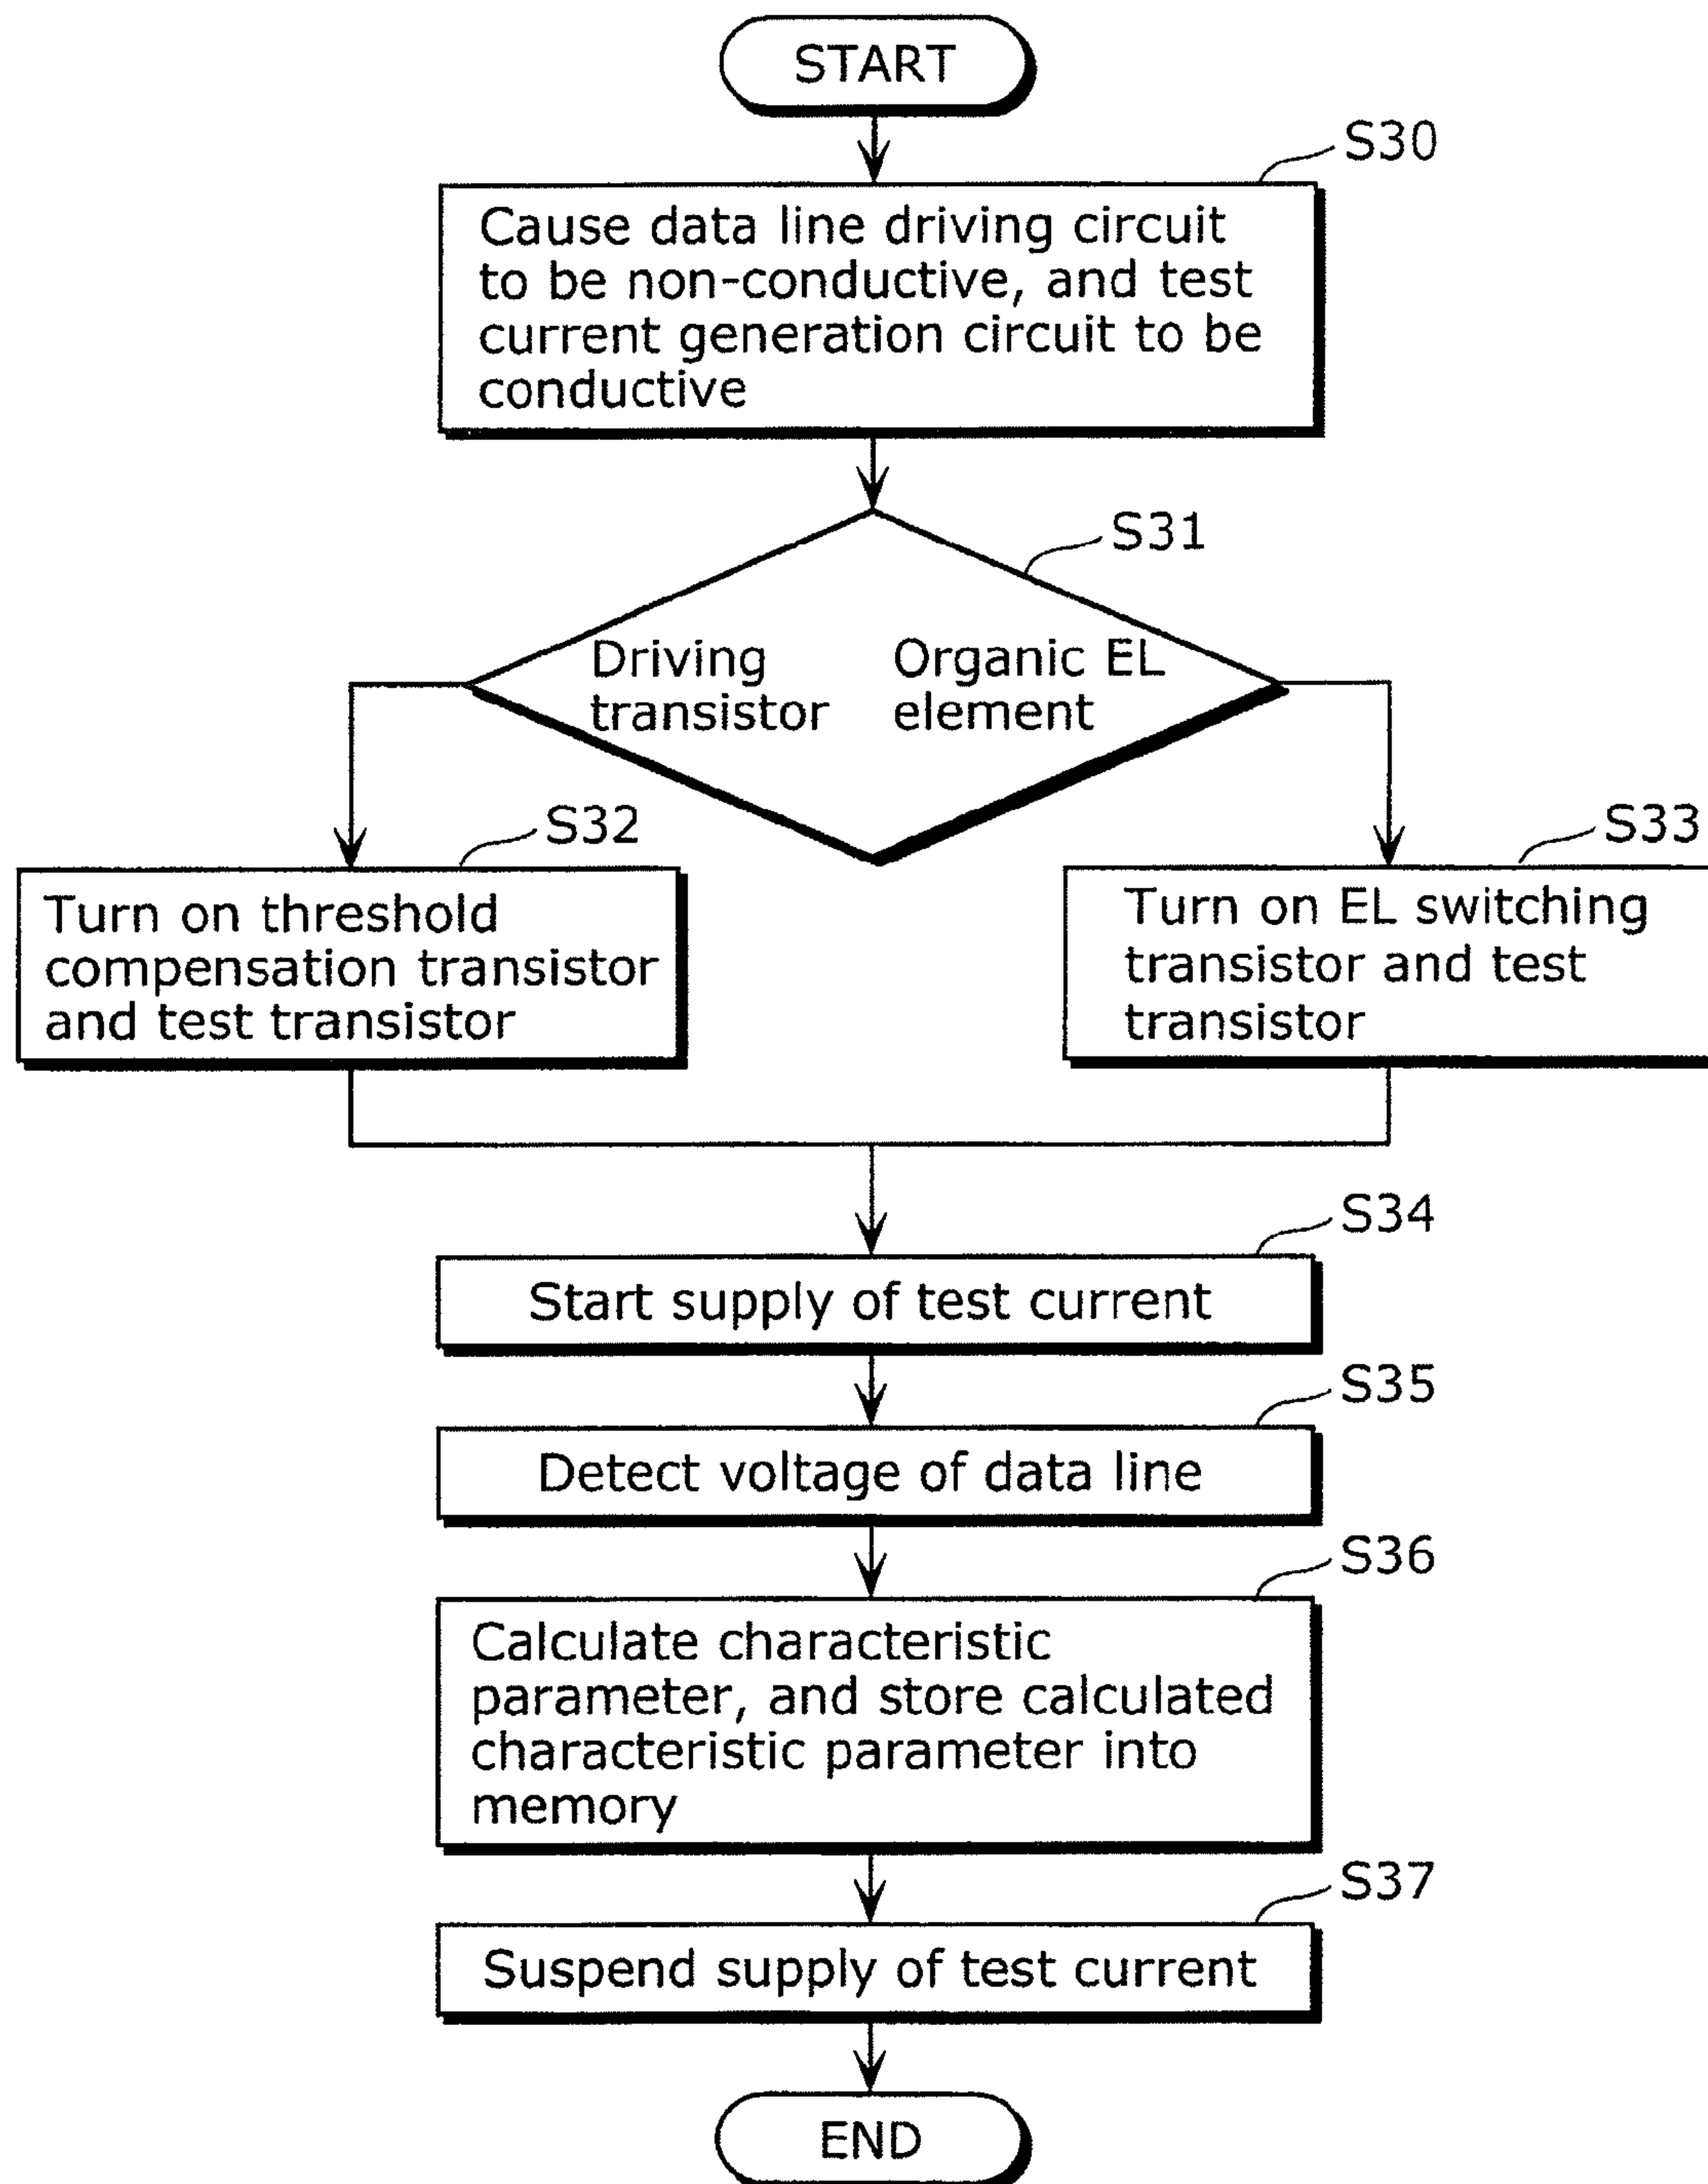 START
S30
Cause data line driving circuit
to be non-conductive, and test
current generation circuit to be
conductive
S31
Driving
transistor
Organic EL
element
S32
Turn on threshold
compensation transistor
and test transistor
S33
Turn on EL switching
transistor and test
transistor
S34
Start supply of test current
S35
Detect voltage of data line
S36
Calculate characteristic
parameter, and store calculated
characteristic parameter into
memory
S37
Suspend supply of test current
END